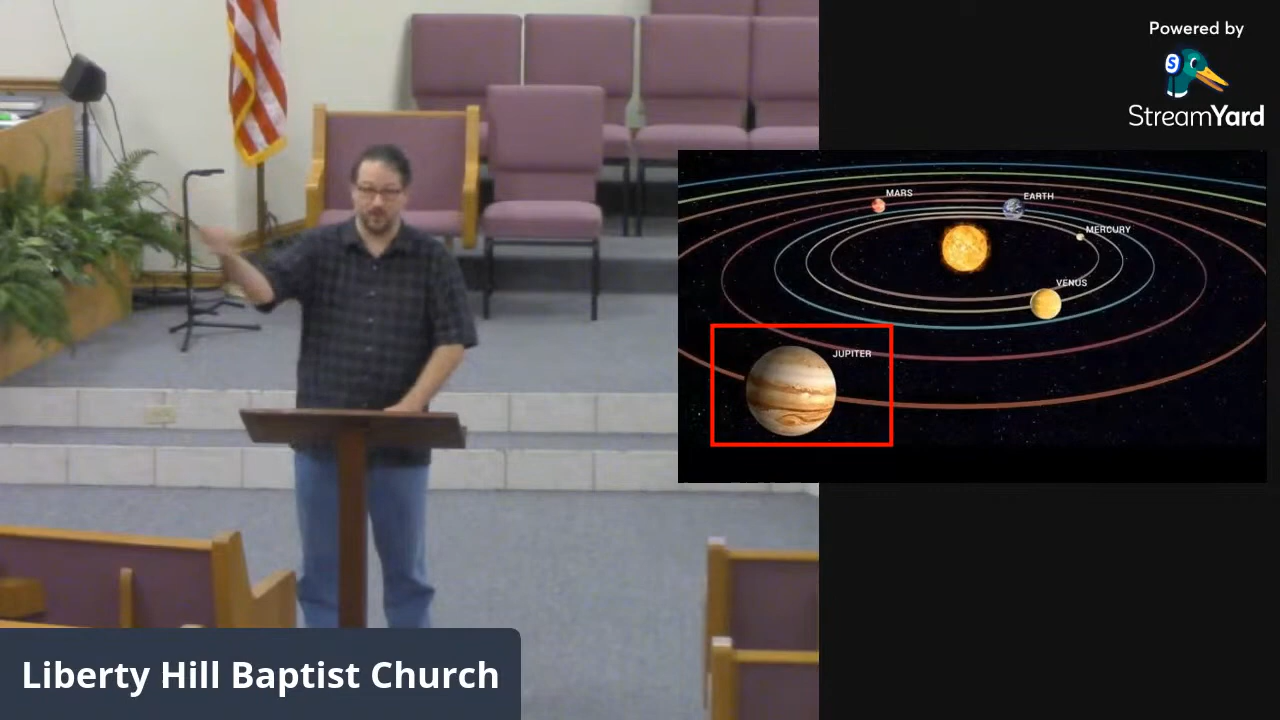 Powered by
StreamYard
MARS
EARTH
MERCURY
VENUS
JUPITER
Liberty Hill Baptist Church